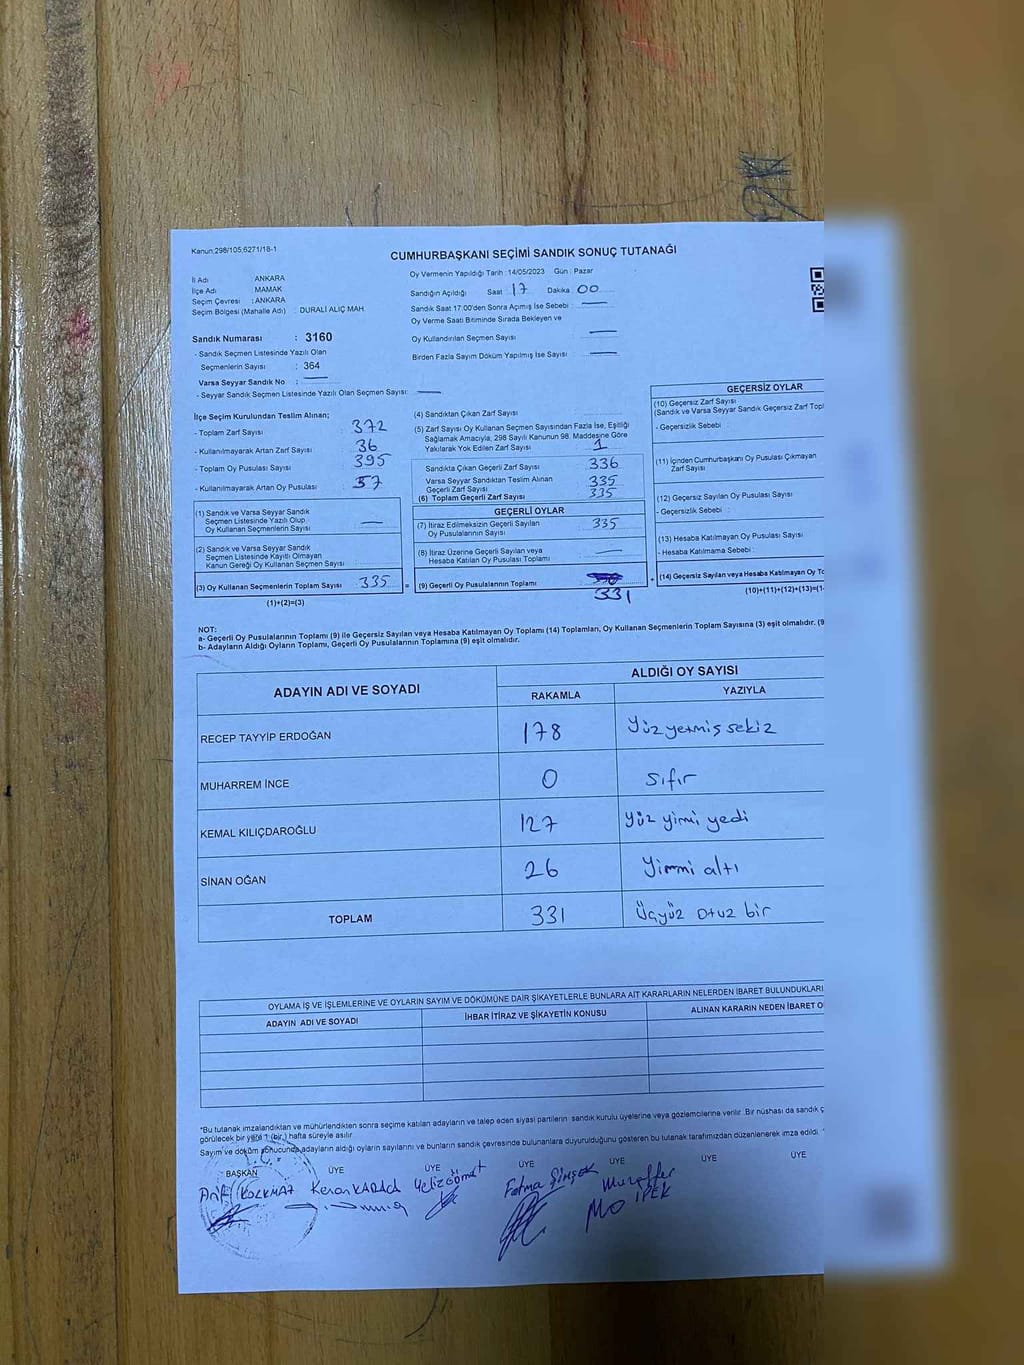 Kanun:298/105;6271/18-1
CUMHURBAŞKANI SEÇİMİ SANDIK SONUÇ TUTANAĞI
İl Adı ANKARA
İlçe Adı MAMAK
Seçim Çevresi : ANKARA
Seçim Bölgesi (Mahalle Adı) : DURALİ ALIÇ MAH.
Oy Vermenin Yapıldığı Tarih : 14/05/2023 Gün : Pazar
Sandığın Açıldığı Saat 17 Dakika 00
Sandık Saat 17:00'den Sonra Açımış İse Sebebi : —
Oy Verme Saati Bitiminde Sırada Bekleyen ve
Oy Kullandırılan Seçmen Sayısı : —
Birden Fazla Sayım Döküm Yapılmış İse Sayısı : —
Sandık Numarası : 3160
- Sandık Seçmen Listesinde Yazılı Olan
Seçmenlerin Sayısı : 364
Varsa Seyyar Sandık No : —
- Seyyar Sandık Seçmen Listesinde Yazılı Olan Seçmen Sayısı: —
İlçe Seçim Kurulundan Teslim Alınan;
- Toplam Zarf Sayısı : 372
- Kullanılmayarak Artan Zarf Sayısı : 36
- Toplam Oy Pusulası Sayısı : 395
- Kullanılmayarak Artan Oy Pusulası : 57
(1) Sandık ve Varsa Seyyar Sandık
Seçmen Listesinde Yazılı Olup
Oy Kullanan Seçmenlerin Sayısı —
(2) Sandık ve Varsa Seyyar Sandık
Seçmen Listesinde Kayıtlı Olmayan
Kanun Gereği Oy Kullanan Seçmen Sayısı
(3) Oy Kullanan Seçmenlerin Toplam Sayısı 335 =
(1)+(2)=(3)
(4) Sandıktan Çıkan Zarf Sayısı
(5) Zarf Sayısı Oy Kullanan Seçmen Sayısından Fazla İse, Eşitliği
Sağlamak Amacıyla, 298 Sayılı Kanunun 98. Maddesine Göre
Yakılarak Yok Edilen Zarf Sayısı 1
Sandıkta Çıkan Geçerli Zarf Sayısı 336
Varsa Seyyar Sandıktan Teslim Alınan
Geçerli Zarf Sayısı 335
(6) Toplam Geçerli Zarf Sayısı 335
GEÇERLİ OYLAR
(7) İtiraz Edilmeksizin Geçerli Sayılan
Oy Pusulasının Sayısı 335
(8) İtiraz Üzerine Geçerli Sayılan veya
Hesaba Katılan Oy Pusulası Toplamı —
(9) Geçerli Oy Pusulalarının Toplamı +
331
GEÇERSİZ OYLAR
(10) Geçersiz Zarf Sayısı
(Sandık ve Varsa Seyyar Sandık Geçersiz Zarf Topl
- Geçersizlik Sebebi :
(11) İçinden Cumhurbaşkanı Oy Pusulası Çıkmayan
Zarf Sayısı
(12) Geçersiz Sayılan Oy Pusulası Sayısı
- Geçersizlik Sebebi :
(13) Hesaba Katılmayan Oy Pusulası Sayısı
- Hesaba Katılmama Sebebi :
(14) Geçersiz Sayılan veya Hesaba Katılmayan Oy To
(10)+(11)+(12)+(13)=(1
NOT:
a- Geçerli Oy Pusulalarının Toplamı (9) ile Geçersiz Sayılan veya Hesaba Katılmayan Oy Toplamı (14) Toplamları, Oy Kullanan Seçmenlerin Toplam Sayısına (3) eşit olmalıdır. (9
b- Adayların Aldığı Oyların Toplamı, Geçerli Oy Pusulalarının Toplamına (9) eşit olmalıdır.
ADAYIN ADI VE SOYADI
ALDIĞI OY SAYISI
RAKAMLA YAZIYLA
RECEP TAYYİP ERDOĞAN 178 Yüz yetmiş sekiz
MUHARREM İNCE 0 Sıfır
KEMAL KILIÇDAROĞLU 127 Yüz yirmi yedi
SİNAN OĞAN 26 Yirmi altı
TOPLAM 331 Üçyüz otuz bir
OYLAMA İŞ VE İŞLEMLERİNE VE OYLARIN SAYIM VE DÖKÜMÜNE DAİR ŞİKAYETLERLE BUNLARA AİT KARARLARIN NELERDEN İBARET BULUNDUKLARI
ADAYIN ADI VE SOYADI İHBAR İTİRAZ VE ŞİKAYETİN KONUSU ALINAN KARARIN NEDEN İBARET O
*Bu tutanak imzalandıktan ve mühürlendikten sonra seçime katılan adayların ve talep eden siyasi partilerin sandık kurulu üyelerine veya gözlemcilerine verilir. Bir nüshası da sandık ç
görülecek bir yere 1 (bir) hafta süreyle asılır.
Sayım ve döküm sonucunda adayların aldığı oyların sayılarını ve bunların sandık çevresinde bulunanlara duyurulduğunu gösteren bu tutanak tarafımızdan düzenlenerek imza edildi.
BAŞKAN ÜYE ÜYE ÜYE ÜYE ÜYE ÜYE
Arif KORKMAZ Fatma ŞİMŞEK Muzaffer
İPEK